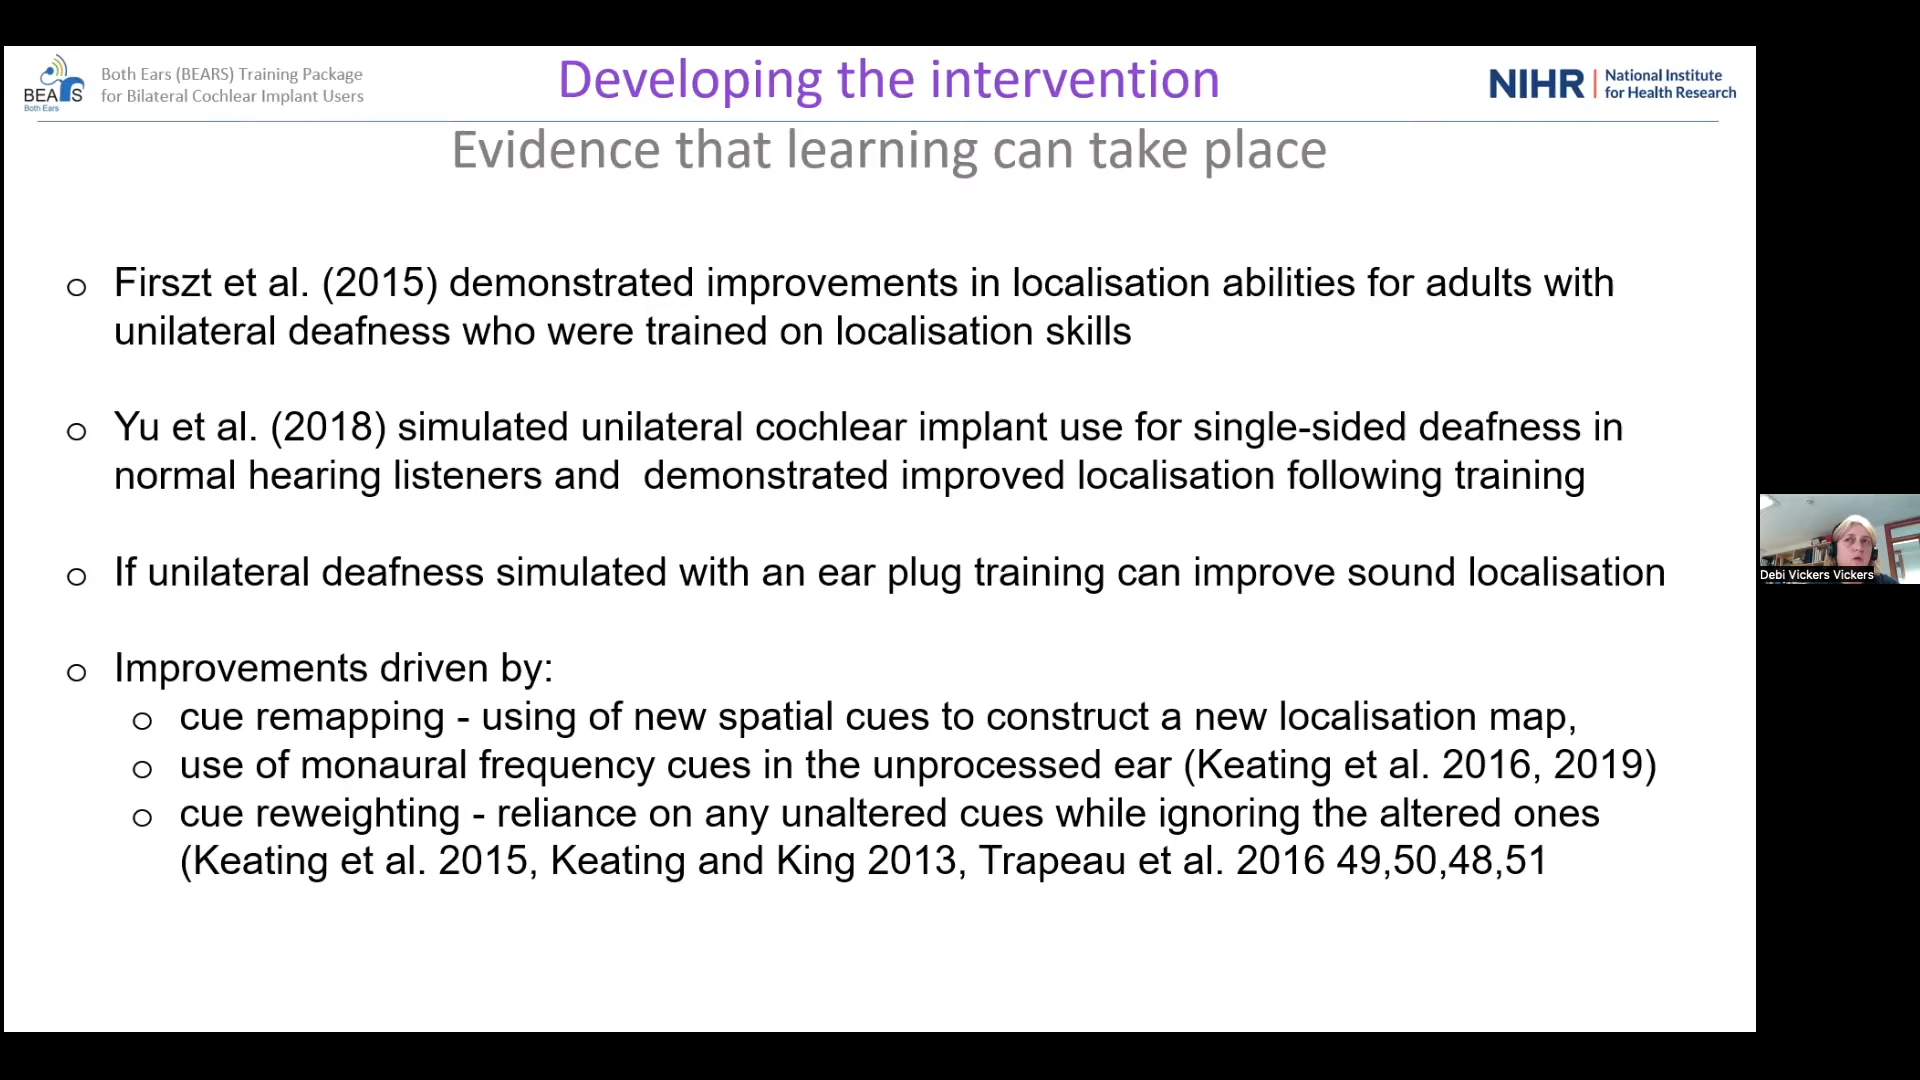 BEARS
Both Ears
Both Ears (BEARS) Training Package
for Bilateral Cochlear Implant Users
Developing the intervention
NIHR | National Institute
for Health Research
Evidence that learning can take place
o Firszt et al. (2015) demonstrated improvements in localisation abilities for adults with
unilateral deafness who were trained on localisation skills
o Yu et al. (2018) simulated unilateral cochlear implant use for single-sided deafness in
normal hearing listeners and  demonstrated improved localisation following training
o If unilateral deafness simulated with an ear plug training can improve sound localisation
o Improvements driven by:
o cue remapping - using of new spatial cues to construct a new localisation map,
o use of monaural frequency cues in the unprocessed ear (Keating et al. 2016, 2019)
o cue reweighting - reliance on any unaltered cues while ignoring the altered ones
(Keating et al. 2015, Keating and King 2013, Trapeau et al. 2016 49,50,48,51
Debi Vickers Vickers